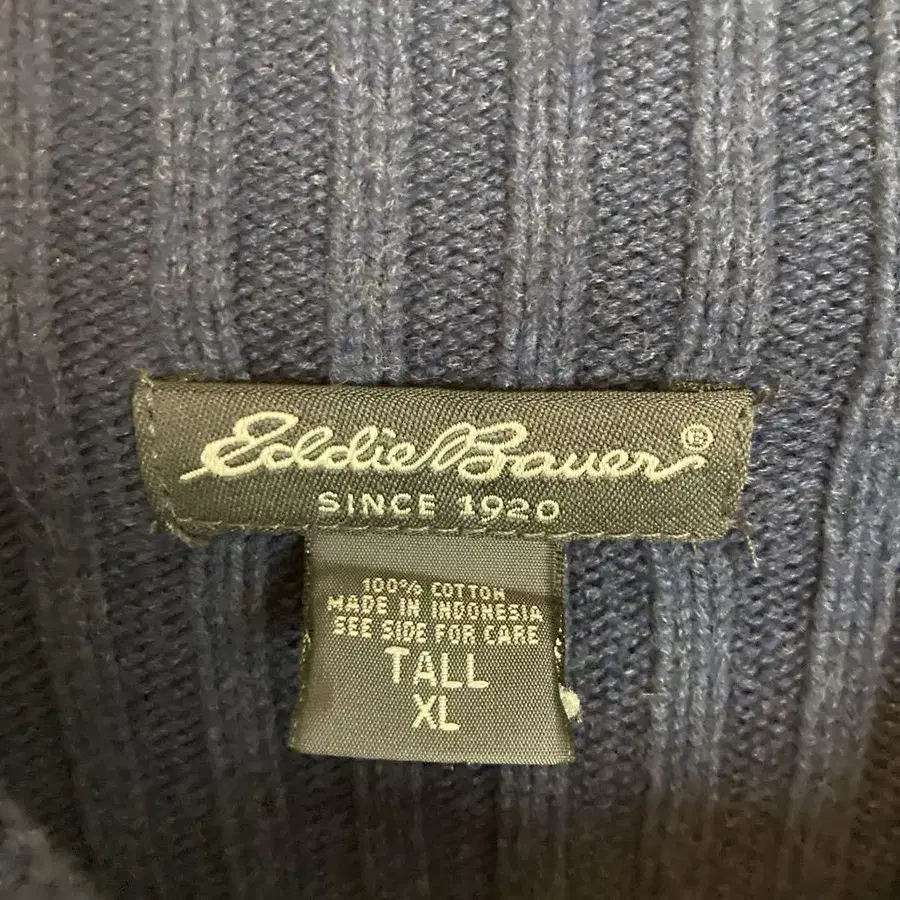 Eddie Bauer®
SINCE 1920
100% COTTON
MADE IN INDONESIA
SEE SIDE FOR CARE
TALL
XL